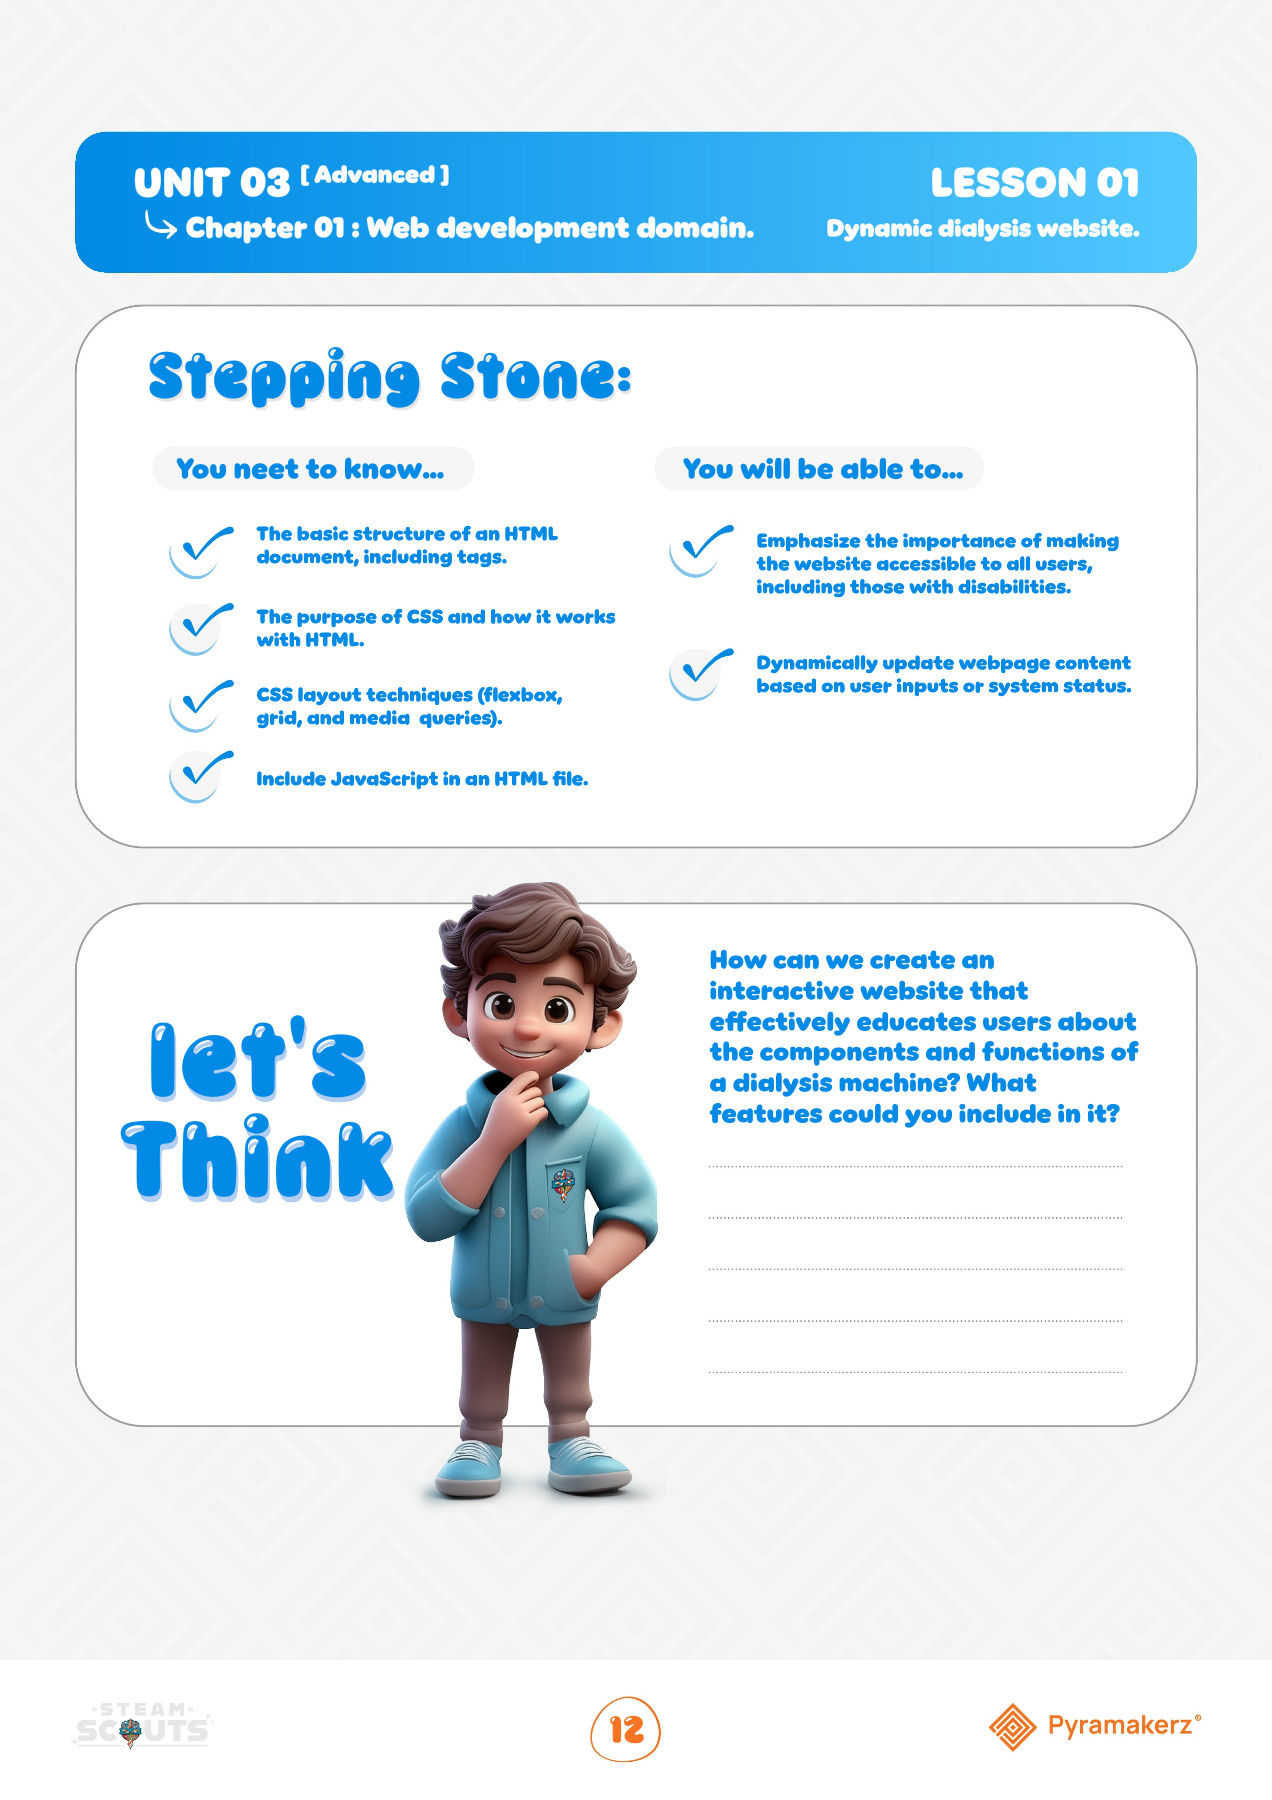 UNIT 03 [ Advanced ]
Chapter 01 : Web development domain.
LESSON 01
Dynamic dialysis website.
Stepping Stone:
You neet to know...
The basic structure of an HTML
document, including tags.
The purpose of CSS and how it works
with HTML.
CSS layout techniques (flexbox,
grid, and media queries).
Include JavaScript in an HTML file.
You will be able to...
Emphasize the importance of making
the website accessible to all users,
including those with disabilities.
Dynamically update webpage content
based on user inputs or system status.
let's
Think
How can we create an
interactive website that
effectively educates users about
the components and functions of
a dialysis machine? What
features could you include in it?
STEAM
SCOUTS
12
Pyramakerz®